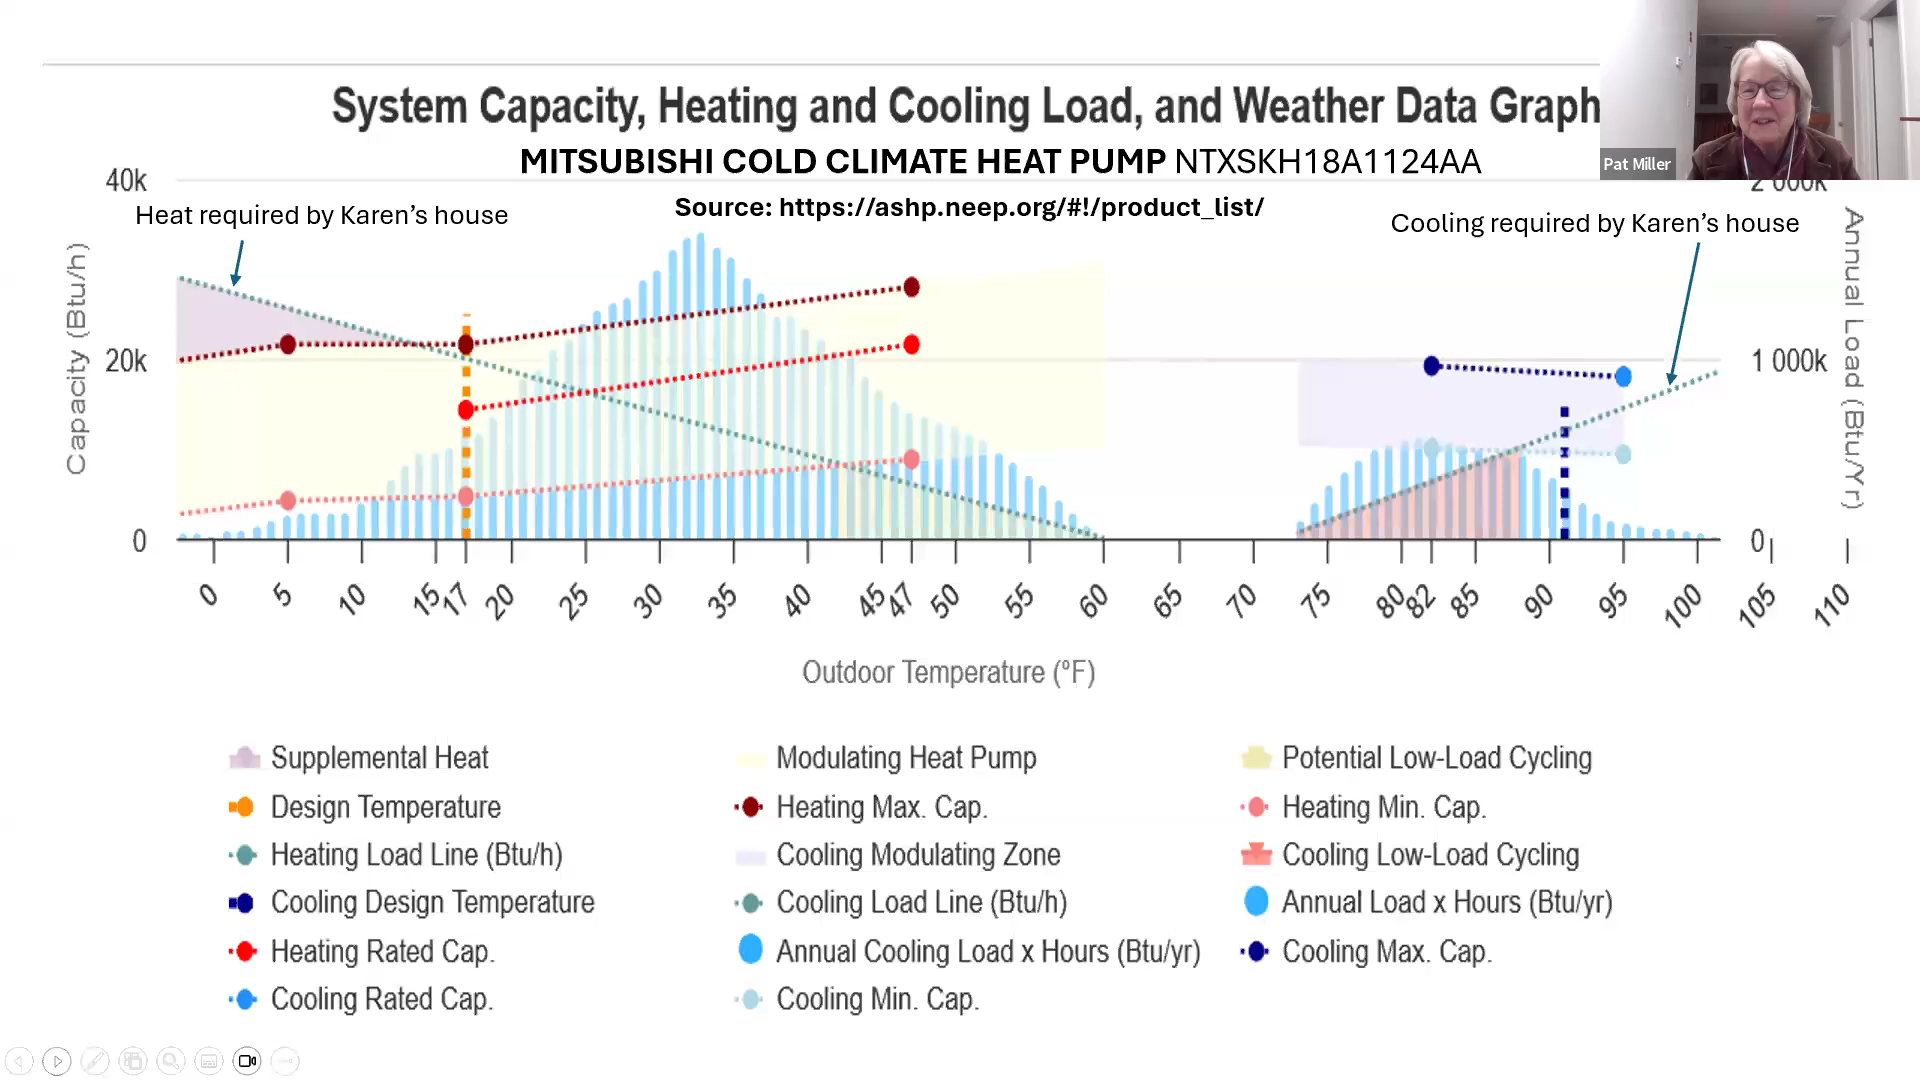 System Capacity, Heating and Cooling Load, and Weather Data Graph
MITSUBISHI COLD CLIMATE HEAT PUMP NTXSKH18A1124AA
Pat Miller
40k
2 000k
Source: https://ashp.neep.org/#!/product_list/
Heat required by Karen's house
Cooling required by Karen's house
Capacity (Btu/h)
Annual Load (Btu/Yr)
20k
1 000k
0
0
0 5 10 15 17 20 25 30 35 40 45 47 50 55 60 65 70 75 80 82 85 90 95 100 105 110
Outdoor Temperature (ºF)
Supplemental Heat
Modulating Heat Pump
Potential Low-Load Cycling
Design Temperature
Heating Max. Cap.
Heating Min. Cap.
Heating Load Line (Btu/h)
Cooling Modulating Zone
Cooling Low-Load Cycling
Cooling Design Temperature
Cooling Load Line (Btu/h)
Annual Load x Hours (Btu/yr)
Heating Rated Cap.
Annual Cooling Load x Hours (Btu/yr)
Cooling Max. Cap.
Cooling Rated Cap.
Cooling Min. Cap.